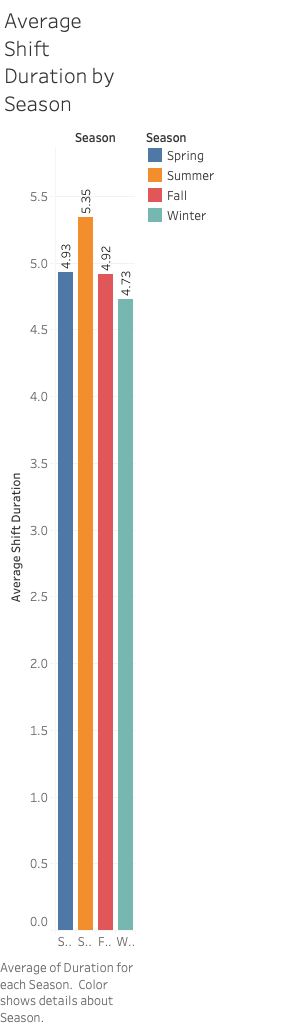 Average
Shift
Duration by
Season
Season
Season
Spring
Summer
Fall
Winter
5.5
5.0
4.5
4.0
3.5
3.0
2.5
2.0
1.5
1.0
0.5
0.0
Average Shift Duration
4.93
5.35
4.92
4.73
S.. S.. F.. W..
Average of Duration for
each Season.  Color
shows details about
Season.